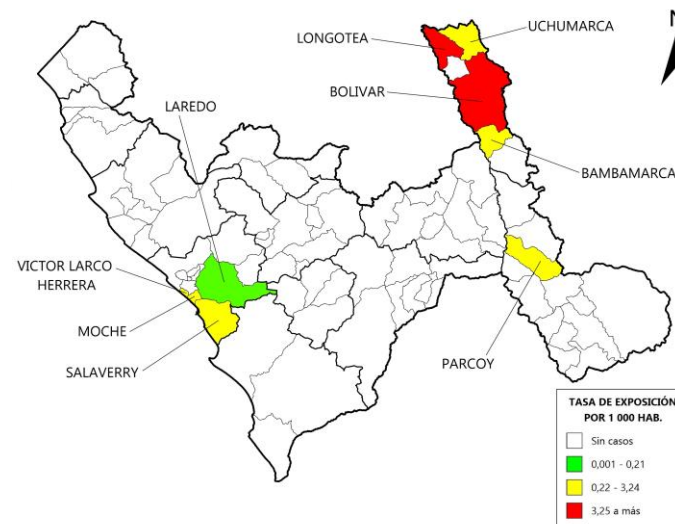 LONGOTEA
UCHUMARCA
N
BOLIVAR
LAREDO
BAMBAMARCA
VICTOR LARCO
HERRERA
MOCHE
SALAVERRY
PARCOY
TASA DE EXPOSICIÓN
POR 1 000 HAB.
Sin casos
0,001 - 0,21
0,22 - 3,24
3,25 a más